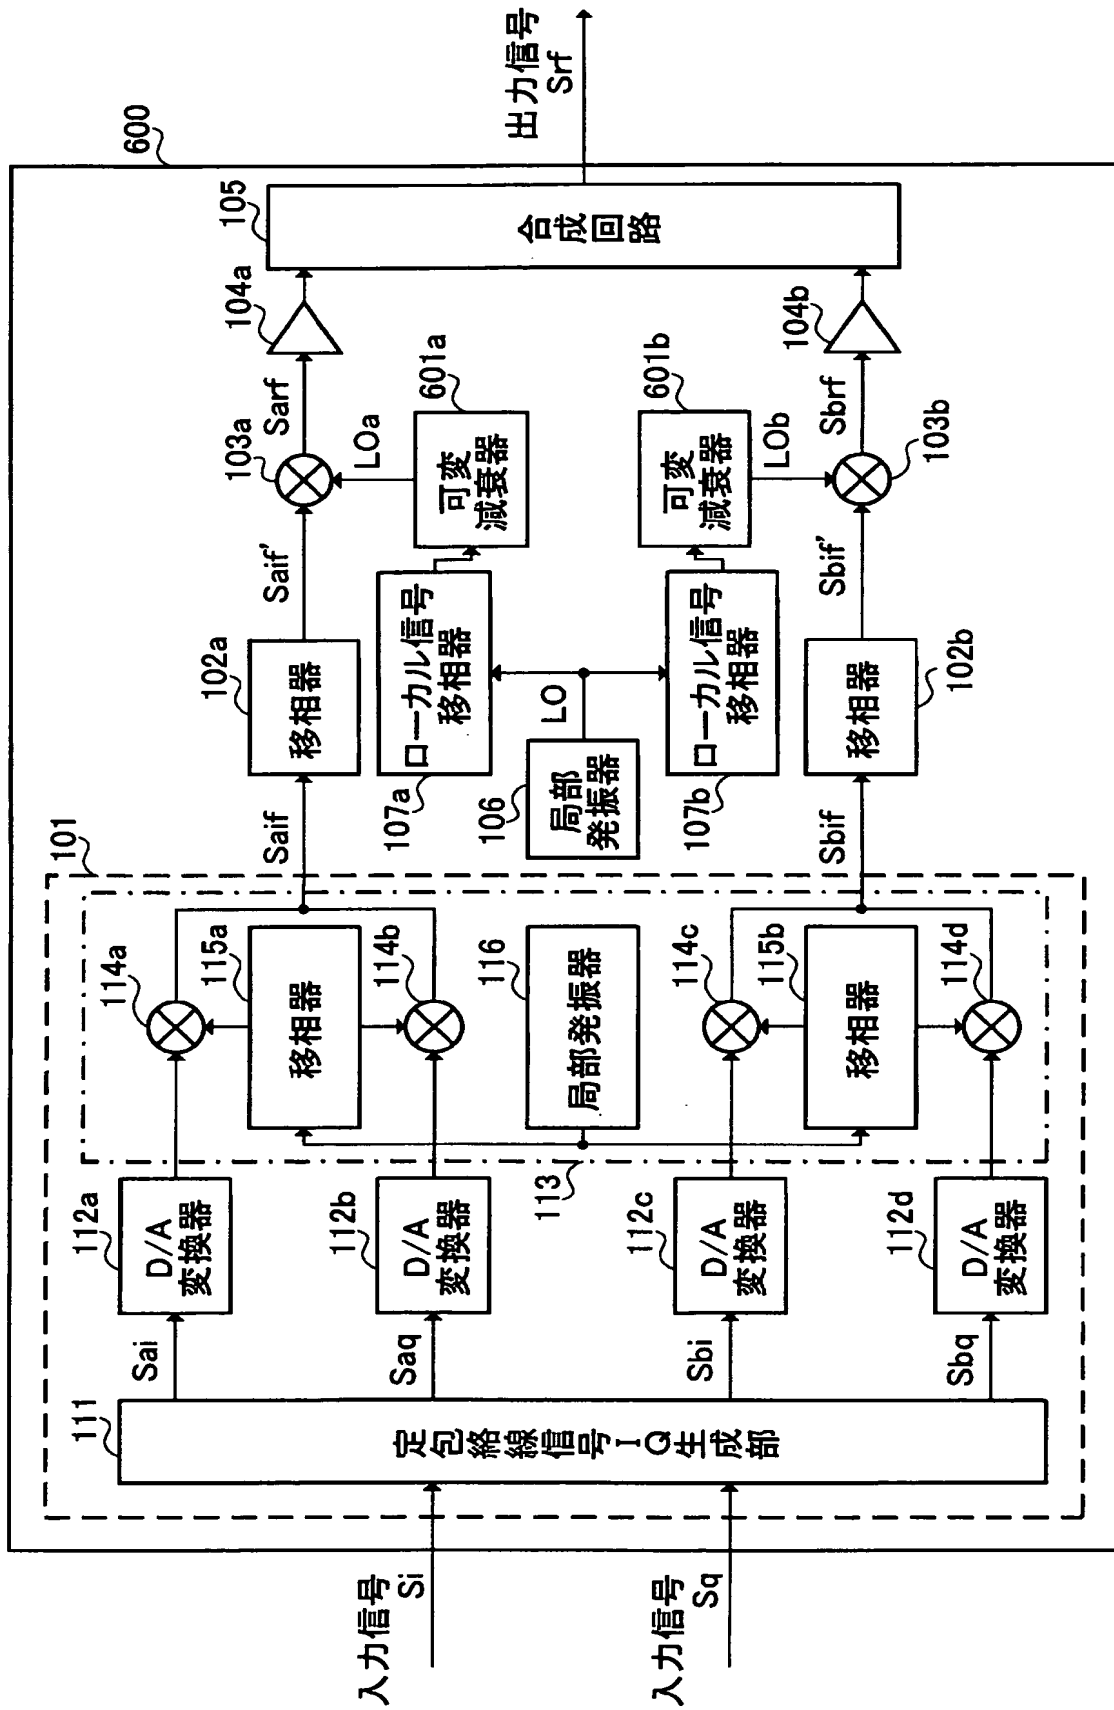 600
101
入力信号
Si
入力信号
Sq
111
定包絡線信号IQ生成部
Sai
Saq
Sbi
Sbq
112a
D/A
変換器
112b
D/A
変換器
112c
D/A
変換器
112d
D/A
変換器
113
114a
115a
移相器
114b
116
局部発振器
114c
115b
移相器
114d
Saif
Sbif
102a
移相器
107a
ローカル信号
移相器
106
局部
発振器
LO
107b
ローカル信号
移相器
102b
移相器
Saif'
Sbif'
601a
可変
減衰器
601b
可変
減衰器
LOa
LOb
103a
103b
Sarf
Sbrf
104a
104b
105
合成回路
出力信号
Srf